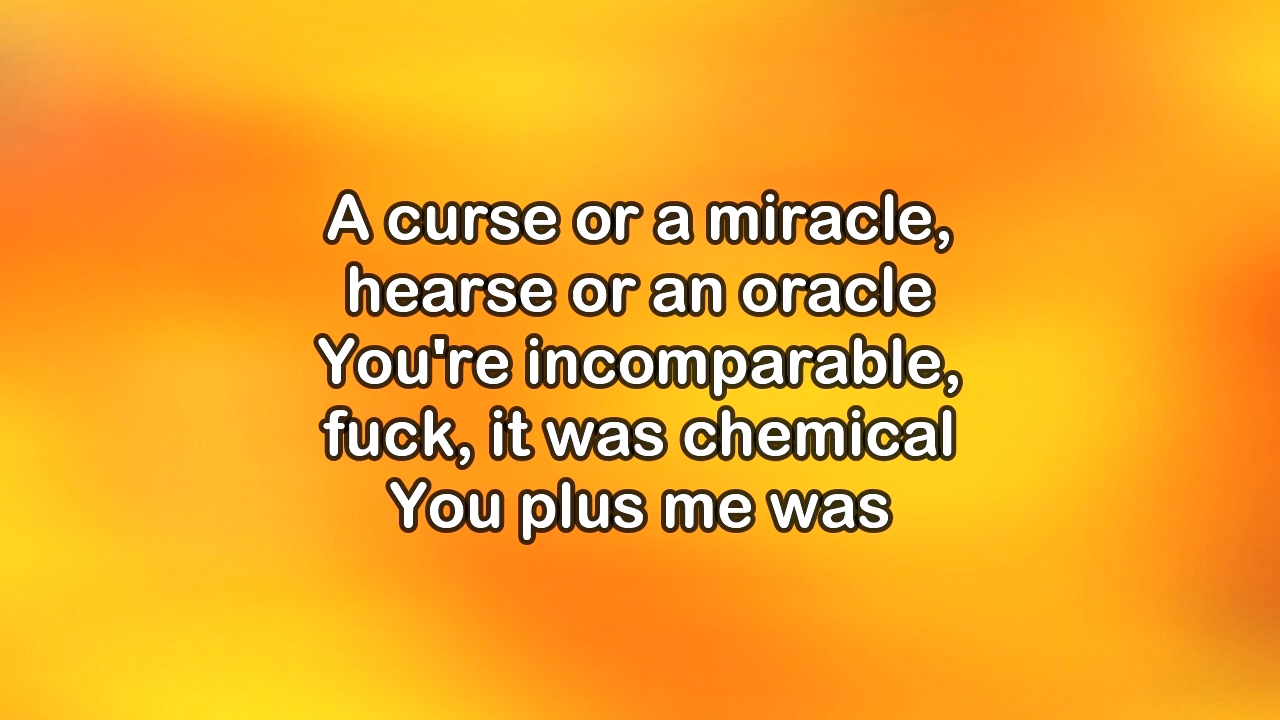 A curse or a miracle,
hearse or an oracle
You're incomparable,
fuck, it was chemical
You plus me was